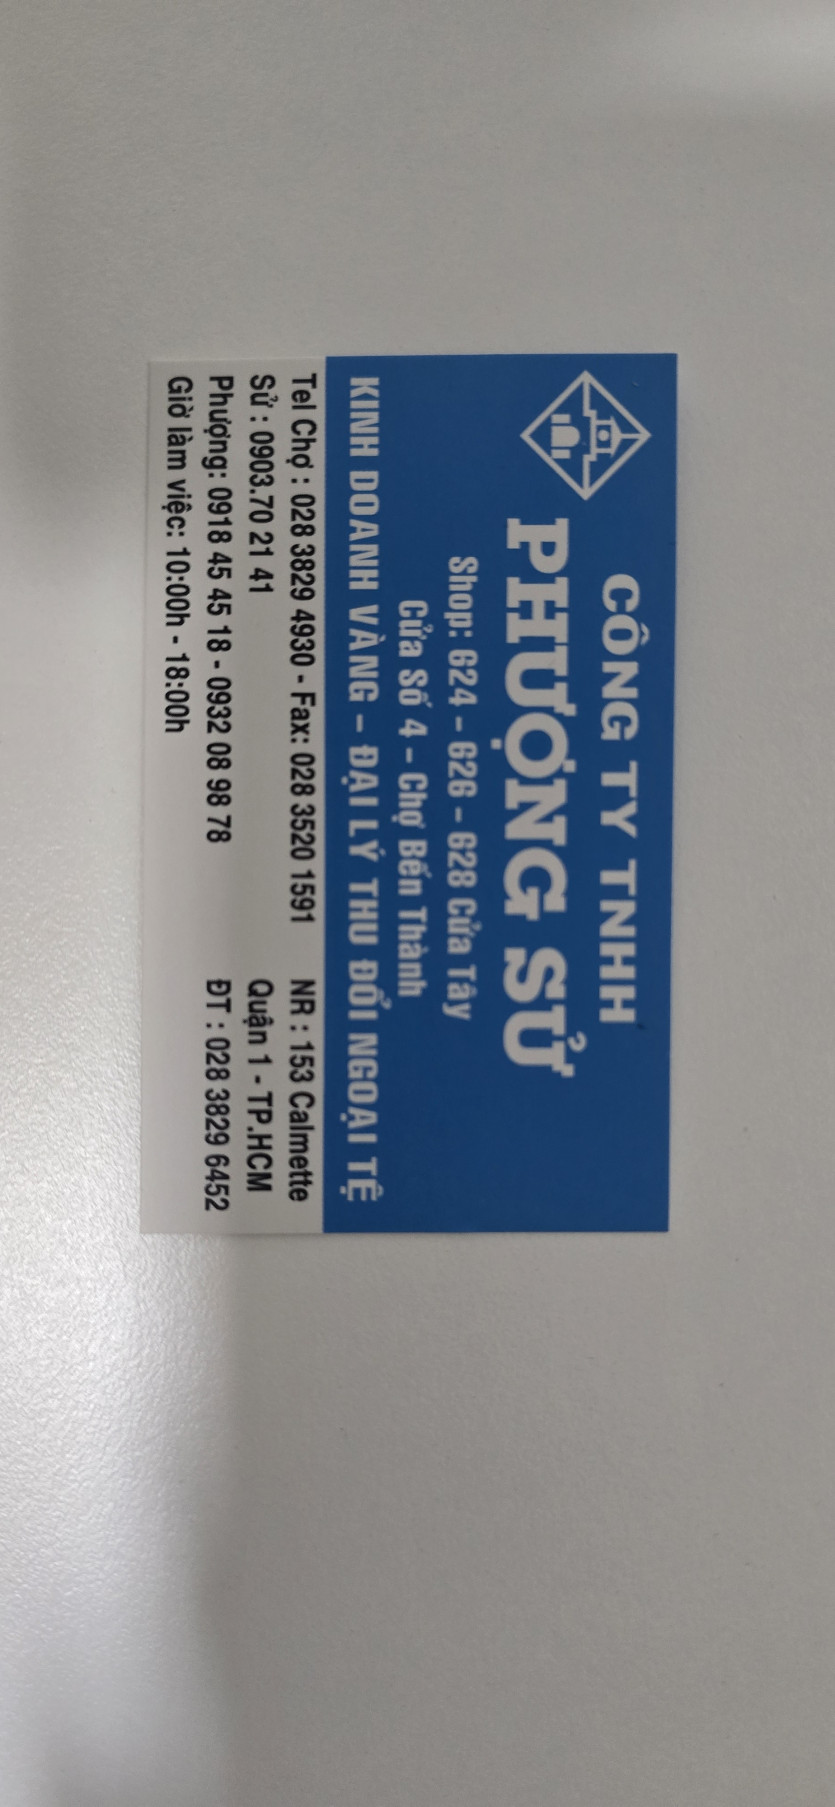 CÔNG TY TNHH
PHƯỢNG SỬ
Shop: 624 – 626 – 628 Cửa Tây
Cửa Số 4 – Chợ Bến Thành
KINH DOANH VÀNG – ĐẠI LÝ THU ĐỔI NGOẠI TỆ
Tel Chợ : 028 3829 4930 - Fax: 028 3520 1591
Sử : 0903.70 21 41
Phượng: 0918 45 45 18 - 0932 08 98 78
Giờ làm việc: 10:00h - 18:00h
NR : 153 Calmette
Quận 1 - TP.HCM
ĐT : 028 3829 6452